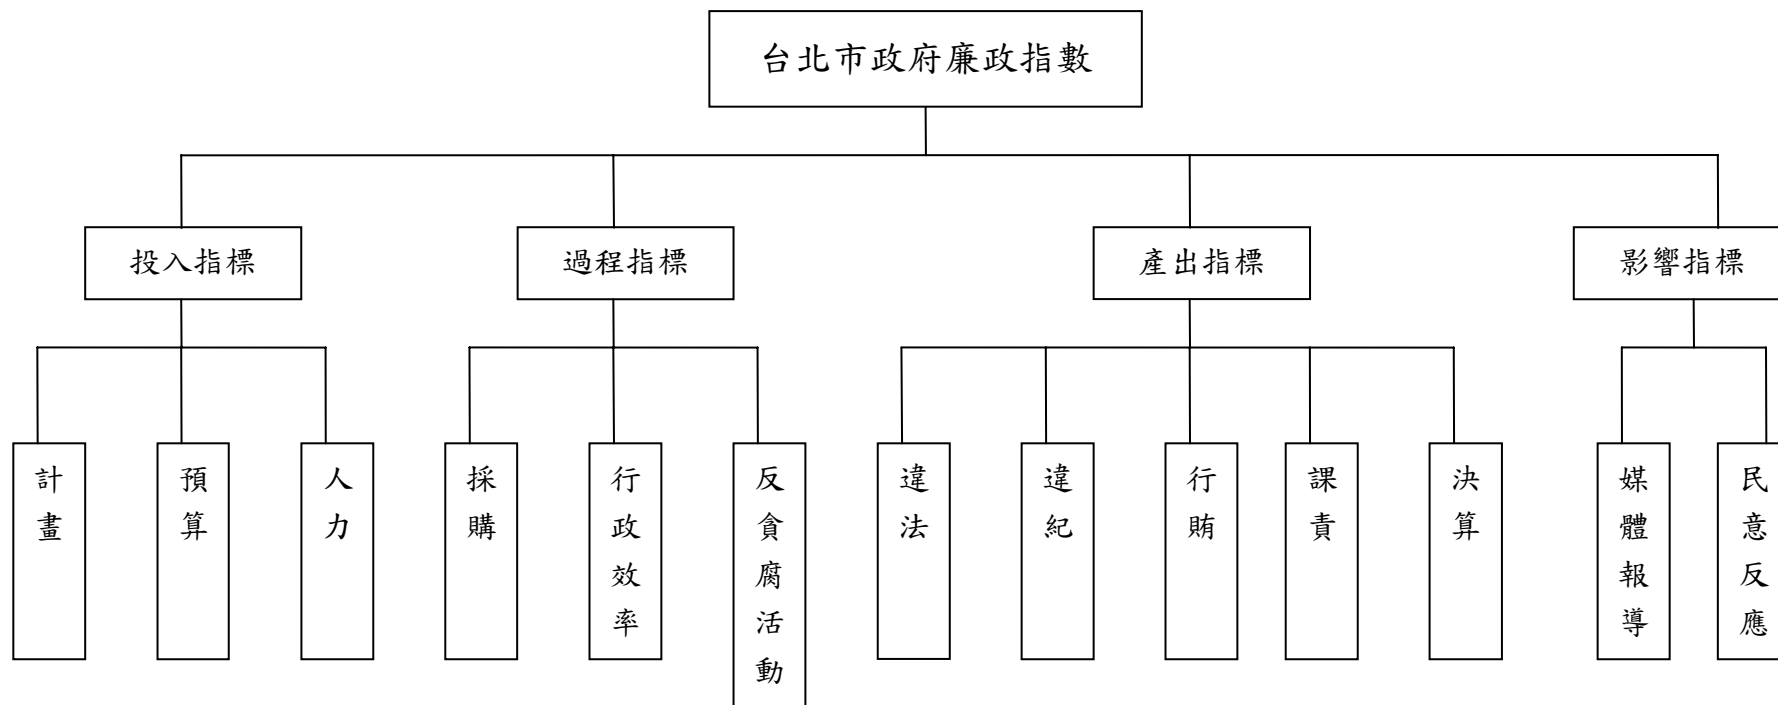 台北市政府廉政指數
投入指標
過程指標
產出指標
影響指標
計畫
預算
人力
採購
行政效率
反貪腐活動
違法
違紀
行賄
課責
決算
媒體報導
民意反應